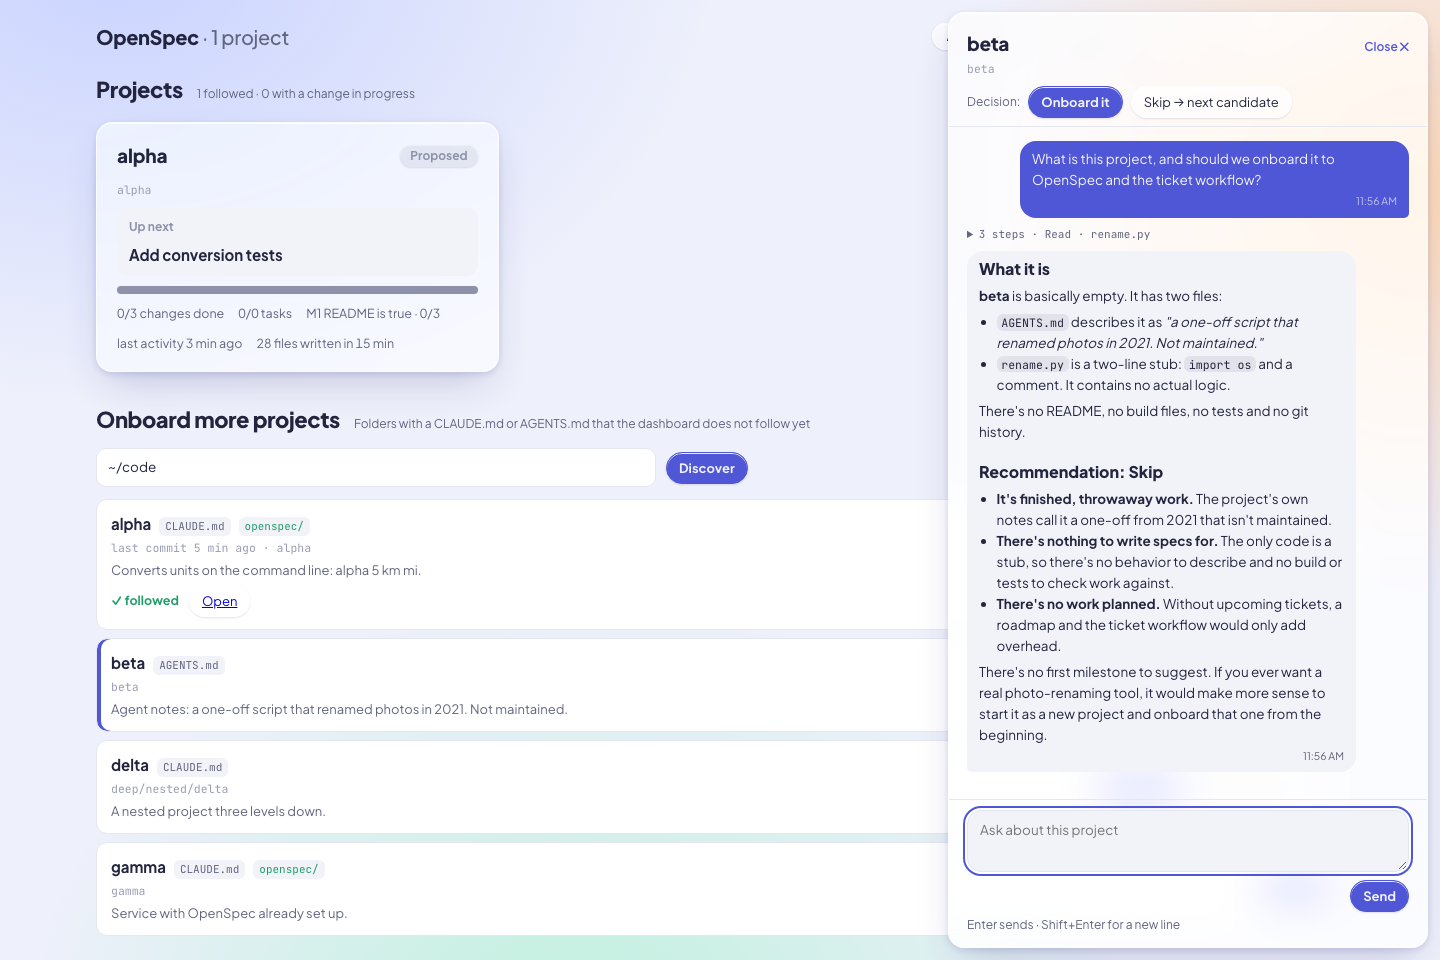 OpenSpec · 1 project
Projects
1 followed · 0 with a change in progress
alpha
Proposed
alpha
Up next
Add conversion tests
0/3 changes done
0/0 tasks
M1 README is true · 0/3
last activity 3 min ago
28 files written in 15 min
Onboard more projects
Folders with a CLAUDE.md or AGENTS.md that the dashboard does not follow yet
~/code
Discover
alpha
CLAUDE.md
openspec/
last commit 5 min ago · alpha
Converts units on the command line: alpha 5 km mi.
✓ followed
Open
beta
AGENTS.md
beta
Agent notes: a one-off script that renamed photos in 2021. Not maintained.
delta
CLAUDE.md
deep/nested/delta
A nested project three levels down.
gamma
CLAUDE.md
openspec/
gamma
Service with OpenSpec already set up.
beta
Close ✕
beta
Decision:
Onboard it
Skip → next candidate
What is this project, and should we onboard it to
OpenSpec and the ticket workflow?
11:56 AM
▶ 3 steps · Read · rename.py
What it is
beta is basically empty. It has two files:
• AGENTS.md describes it as "a one-off script that
renamed photos in 2021. Not maintained."
• rename.py is a two-line stub: import os and a
comment. It contains no actual logic.
There's no README, no build files, no tests and no git
history.
Recommendation: Skip
• It's finished, throwaway work. The project's own
notes call it a one-off from 2021 that isn't maintained.
• There's nothing to write specs for. The only code is a
stub, so there's no behavior to describe and no build or
tests to check work against.
• There's no work planned. Without upcoming tickets, a
roadmap and the ticket workflow would only add
overhead.
There's no first milestone to suggest. If you ever want a
real photo-renaming tool, it would make more sense to
start it as a new project and onboard that one from the
beginning.
11:56 AM
Ask about this project
Send
Enter sends · Shift+Enter for a new line